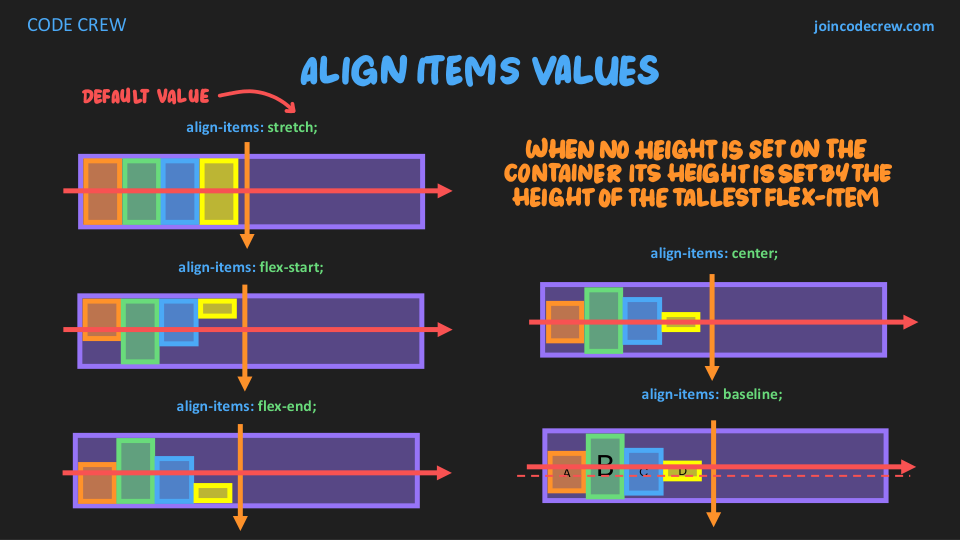 CODE CREW
joincodecrew.com
ALIGN ITEMS VALUES
DEFAULT VALUE
align-items: stretch;
WHEN NO HEIGHT IS SET ON THE
CONTAINER ITS HEIGHT IS SET BY THE
HEIGHT OF THE TALLEST FLEX-ITEM
align-items: flex-start;
align-items: center;
align-items: flex-end;
align-items: baseline;
A B C D